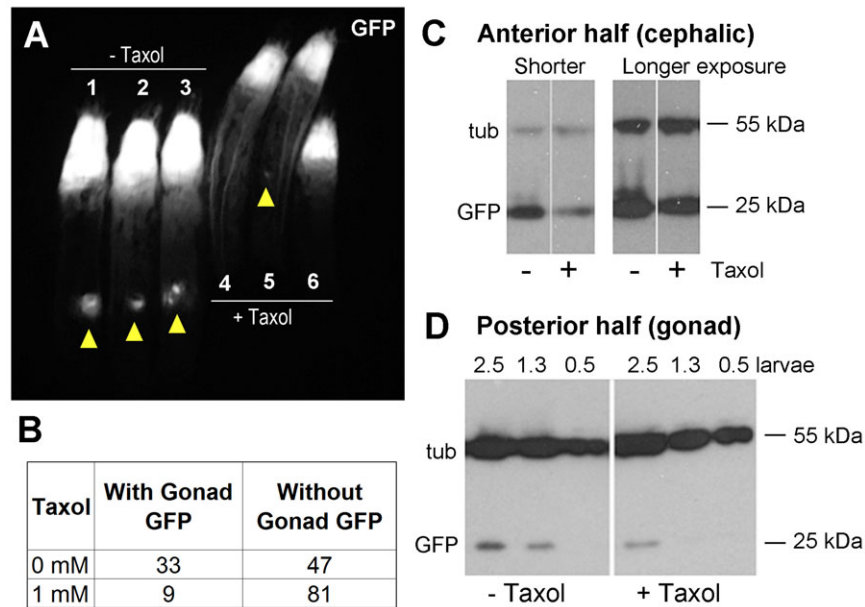 A
GFP
- Taxol
1 2 3
4 5 6
+ Taxol
B
Taxol With Gonad GFP Without Gonad GFP
0 mM 33 47
1 mM 9 81
C Anterior half (cephalic)
Shorter Longer exposure
tub — 55 kDa
GFP — 25 kDa
- + - + Taxol
D Posterior half (gonad)
2.5 1.3 0.5 2.5 1.3 0.5 larvae
tub — 55 kDa
GFP — 25 kDa
- Taxol + Taxol